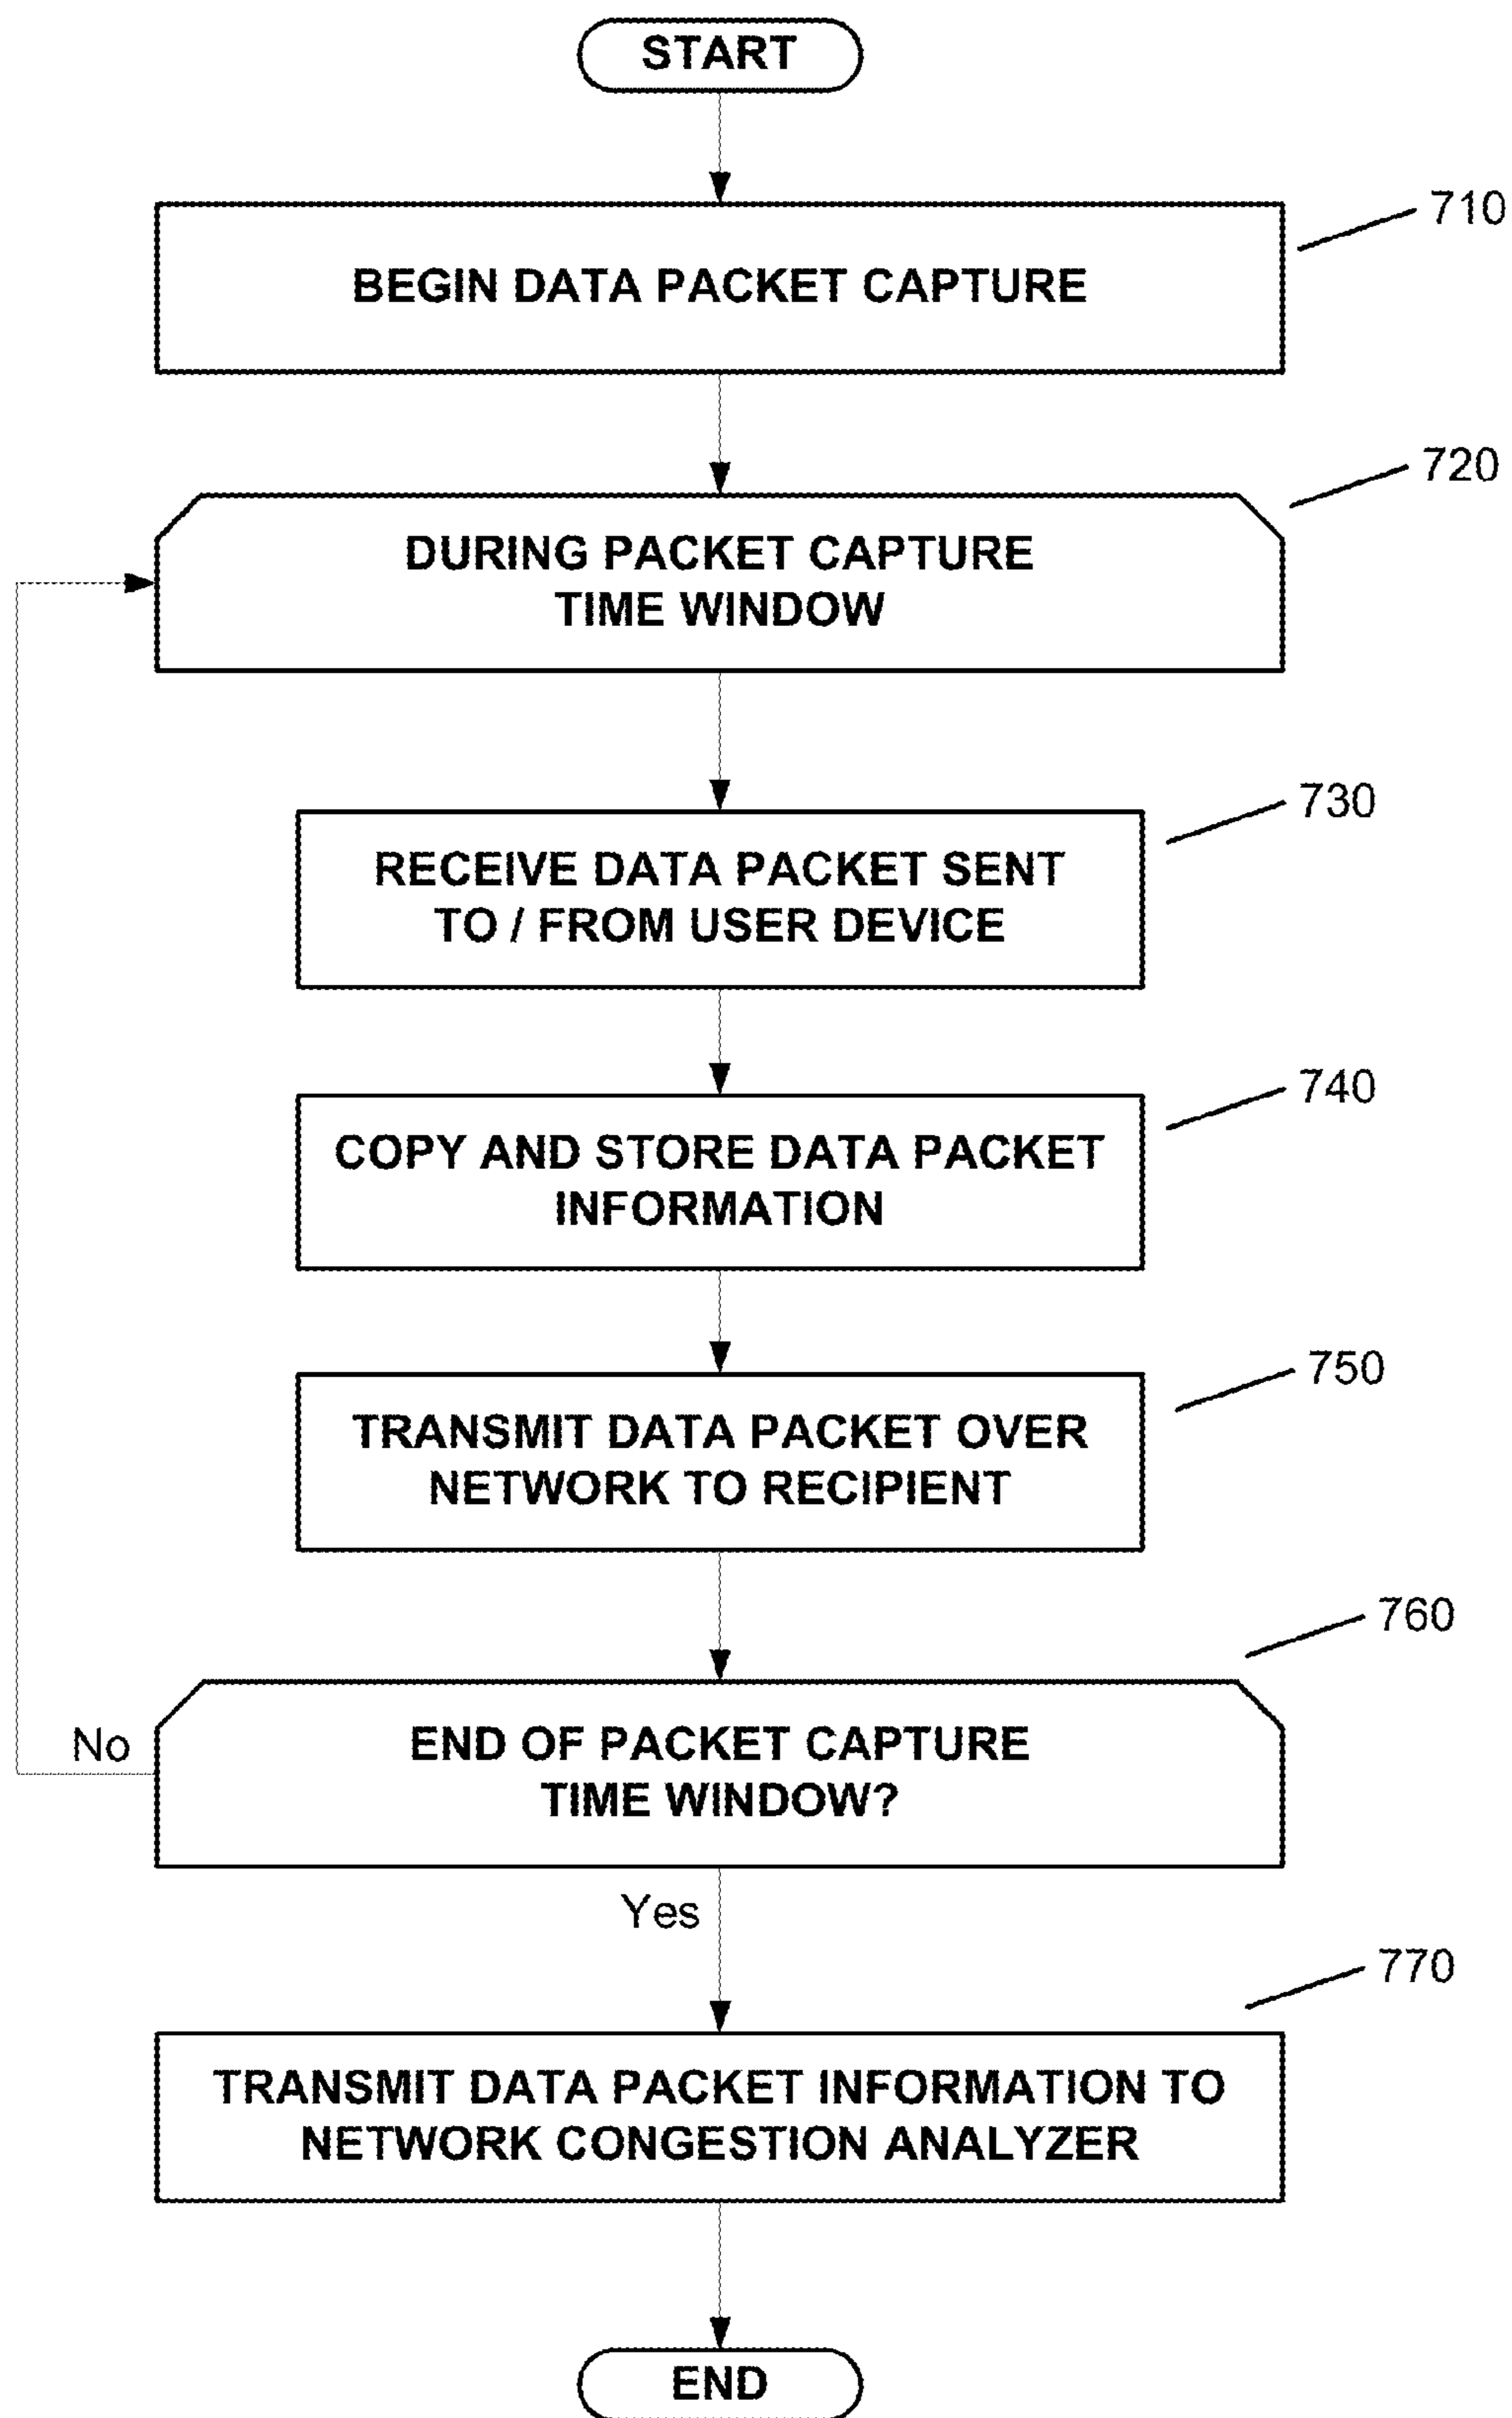 START
710
BEGIN DATA PACKET CAPTURE
720
DURING PACKET CAPTURE
TIME WINDOW
730
RECEIVE DATA PACKET SENT
TO / FROM USER DEVICE
740
COPY AND STORE DATA PACKET
INFORMATION
750
TRANSMIT DATA PACKET OVER
NETWORK TO RECIPIENT
760
No
END OF PACKET CAPTURE
TIME WINDOW?
Yes
770
TRANSMIT DATA PACKET INFORMATION TO
NETWORK CONGESTION ANALYZER
END